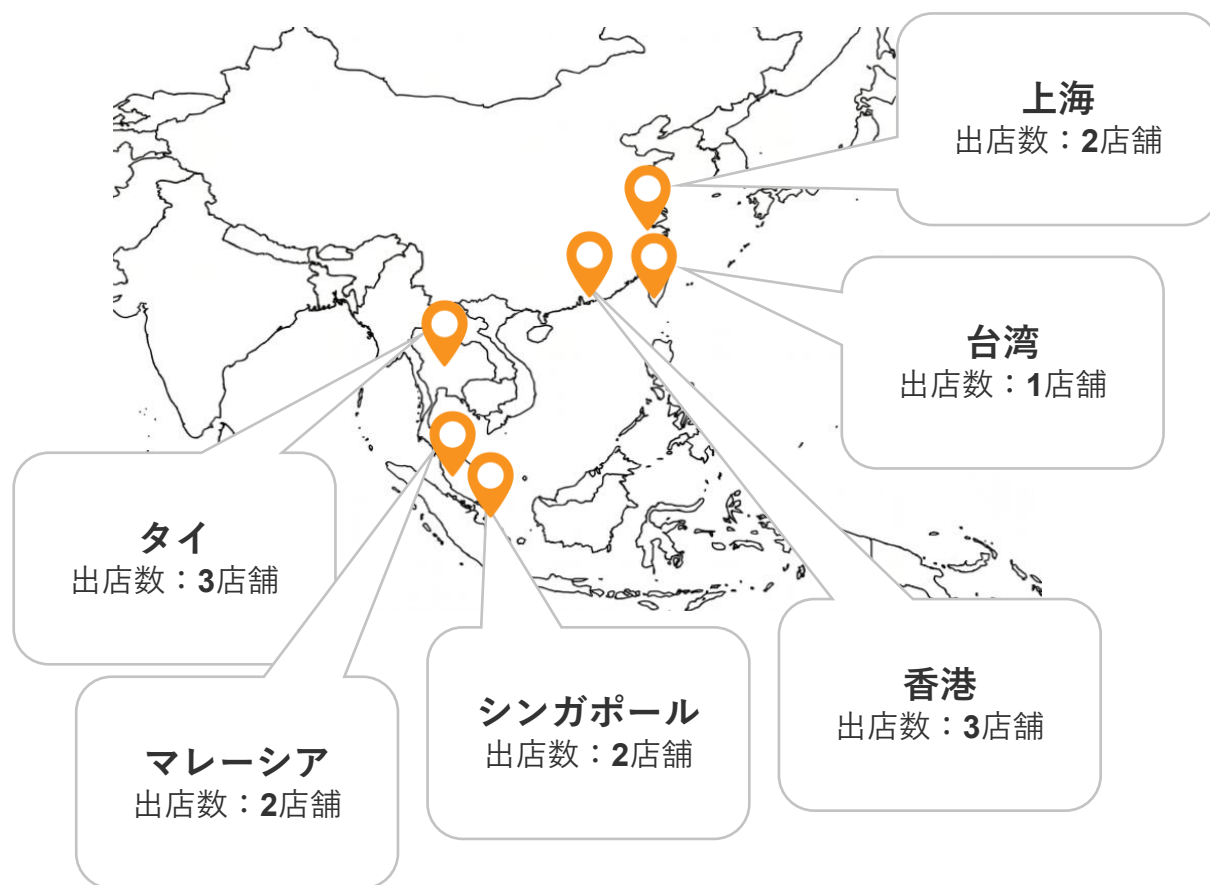 上海
出店数：2店舗
台湾
出店数：1店舗
タイ
出店数：3店舗
香港
出店数：3店舗
シンガポール
出店数：2店舗
マレーシア
出店数：2店舗